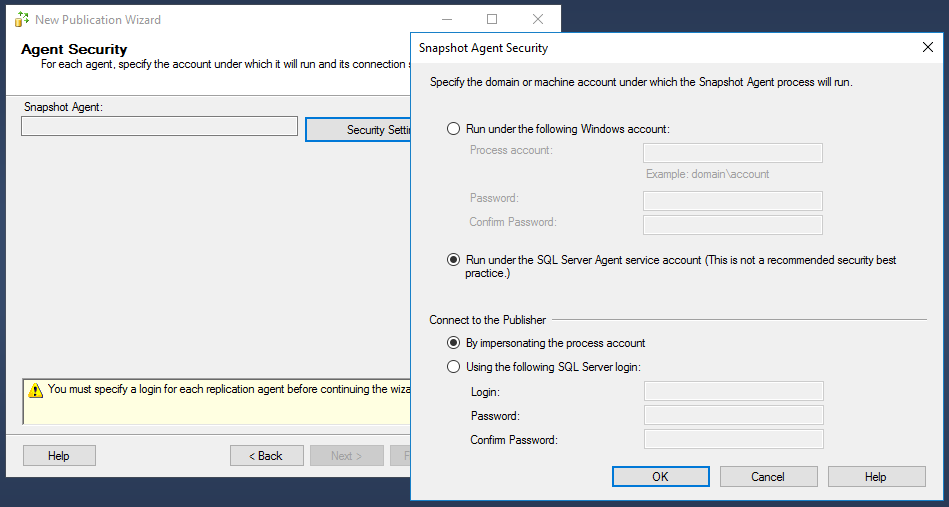 New Publication Wizard
Agent Security
For each agent, specify the account under which it will run and its connection
Snapshot Agent:
Security Setti
You must specify a login for each replication agent before continuing the wiza
Help
< Back
Next >
Snapshot Agent Security
Specify the domain or machine account under which the Snapshot Agent process will run.
Run under the following Windows account:
Process account:
Example: domain\account
Password:
Confirm Password:
Run under the SQL Server Agent service account (This is not a recommended security best
practice.)
Connect to the Publisher
By impersonating the process account
Using the following SQL Server login:
Login:
Password:
Confirm Password:
OK
Cancel
Help